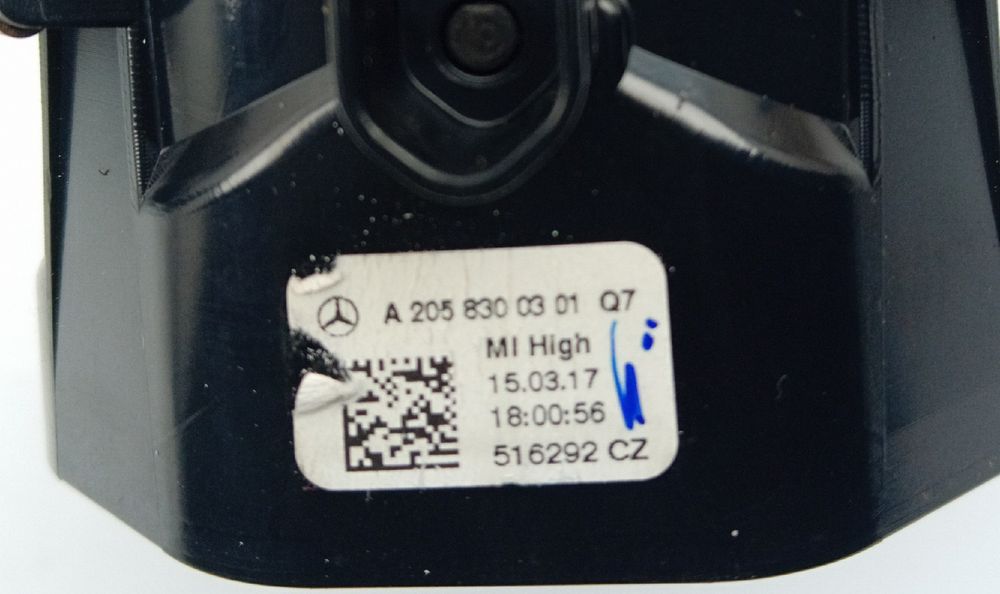 A 205 830 03 01 Q7
MI High
15.03.17
18:00:56
516292 CZ